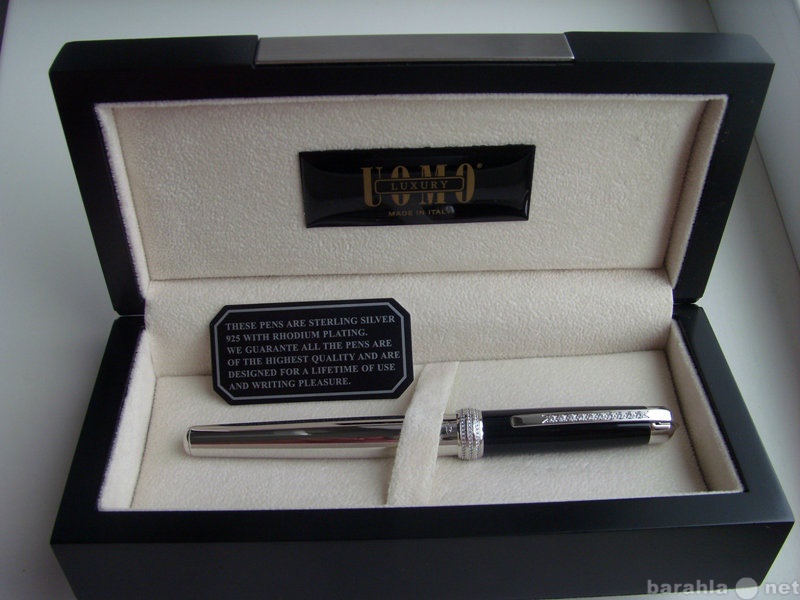 UOMO
LUXURY
MADE IN ITALY
THESE PENS ARE STERLING SILVER
925 WITH RHODIUM PLATING.
WE GUARANTE ALL THE PENS ARE
OF THE HIGHEST QUALITY AND ARE
DESIGNED FOR A LIFETIME OF USE
AND WRITING PLEASURE.
barahla net